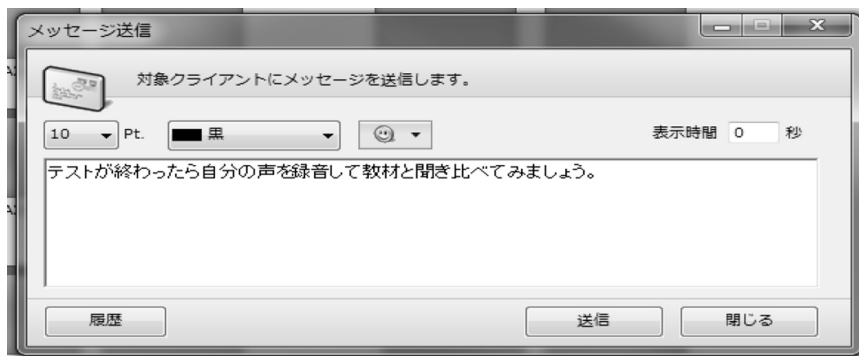 メッセージ送信
対象クライアントにメッセージを送信します。
10 Pt. 黒 表示時間 0 秒
テストが終わったら自分の声を録音して教材と聞き比べてみましょう。
履歴 送信 閉じる